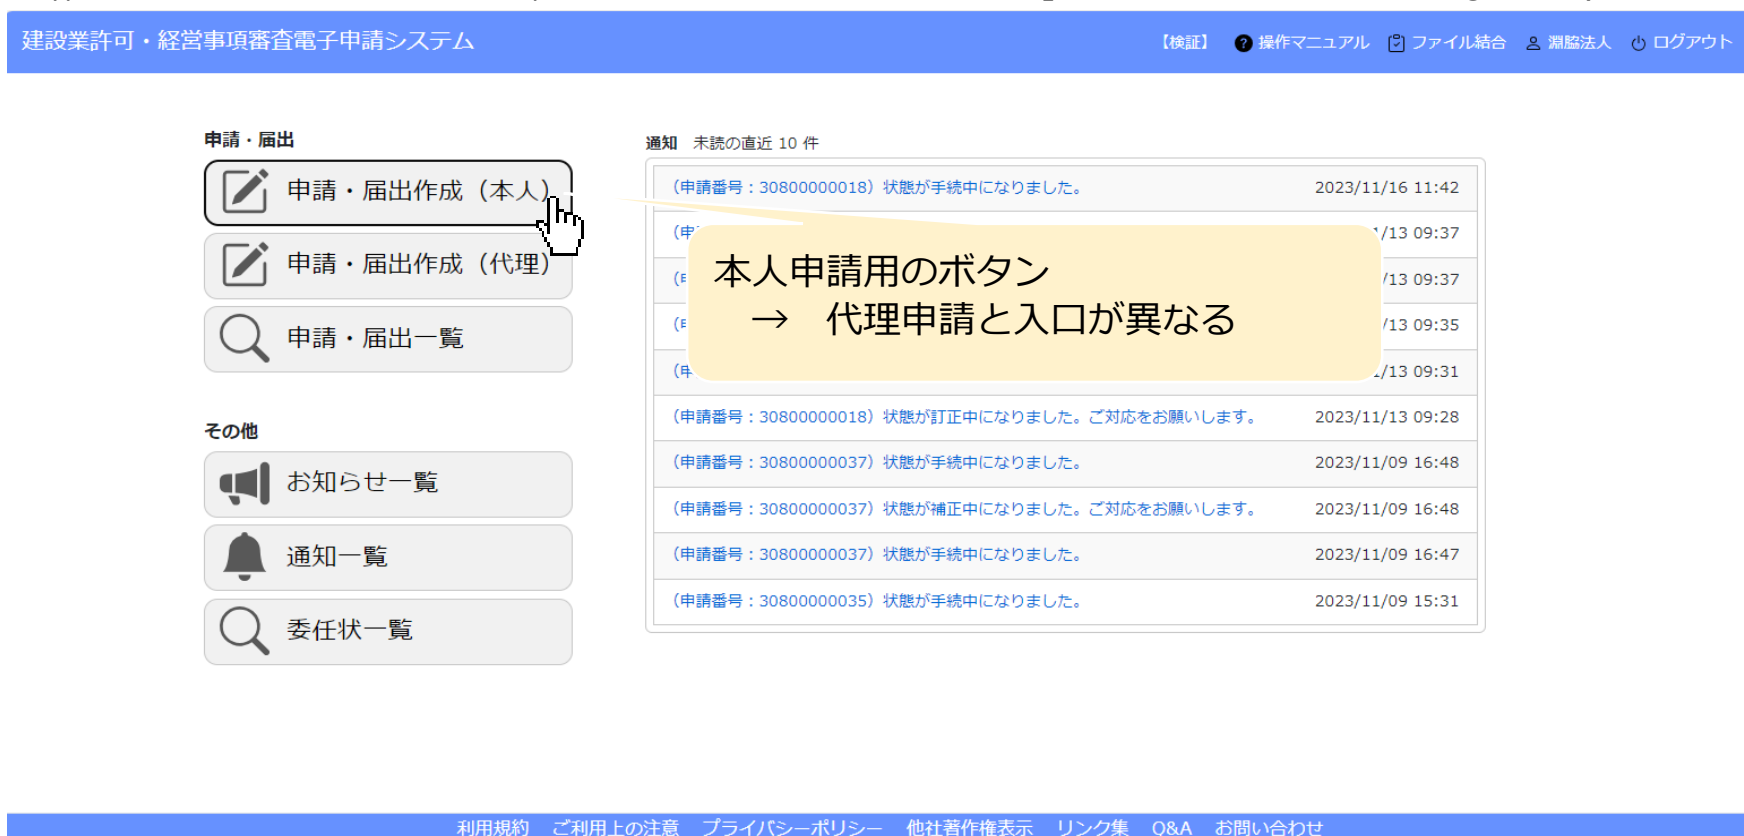 建設業許可・経営事項審査電子申請システム
【検証】 操作マニュアル ファイル結合 淵脇法人 ログアウト
申請・届出
申請・届出作成（本人）
申請・届出作成（代理）
申請・届出一覧
その他
お知らせ一覧
通知一覧
委任状一覧
通知 未読の直近 10 件
（申請番号：30800000018）状態が手続中になりました。 2023/11/16 11:42
/13 09:37
/13 09:37
/13 09:35
/13 09:31
本人申請用のボタン
→ 代理申請と入口が異なる
（申請番号：30800000018）状態が訂正中になりました。ご対応をお願いします。 2023/11/13 09:28
（申請番号：30800000037）状態が手続中になりました。 2023/11/09 16:48
（申請番号：30800000037）状態が補正中になりました。ご対応をお願いします。 2023/11/09 16:48
（申請番号：30800000037）状態が手続中になりました。 2023/11/09 16:47
（申請番号：30800000035）状態が手続中になりました。 2023/11/09 15:31
利用規約 ご利用上の注意 プライバシーポリシー 他社著作権表示 リンク集 Q&A お問い合わせ